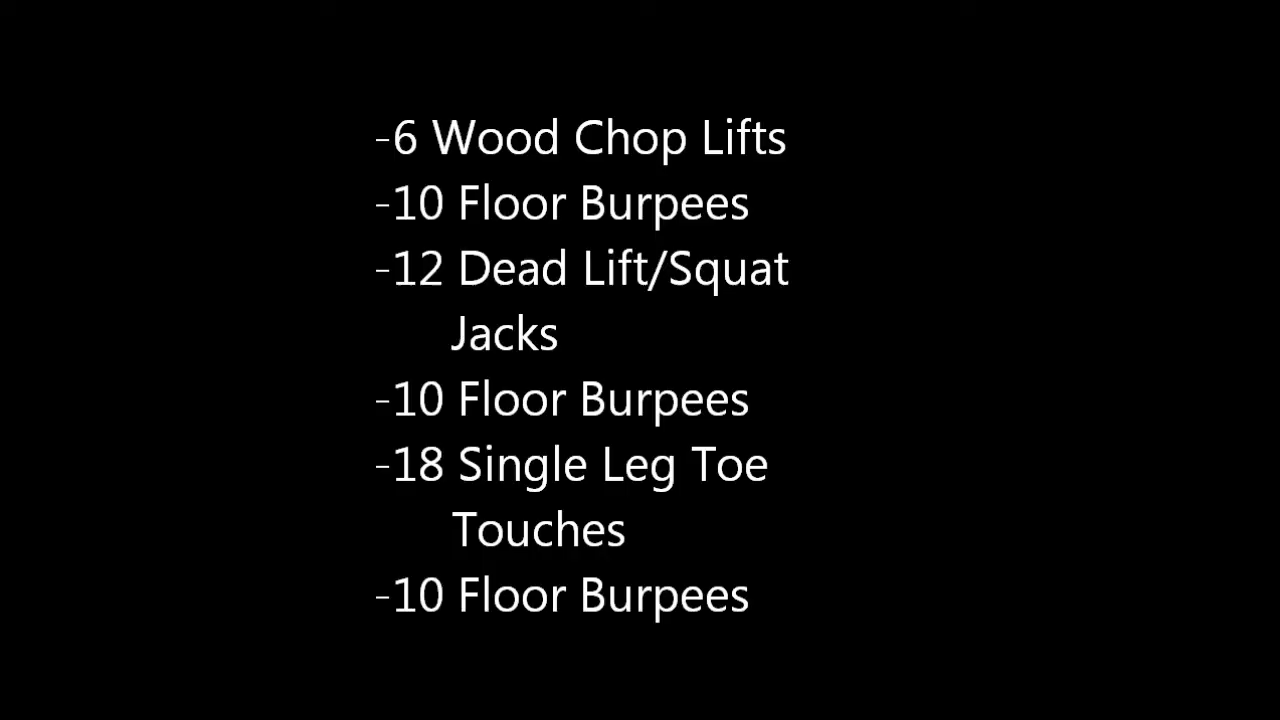 -6 Wood Chop Lifts
-10 Floor Burpees
-12 Dead Lift/Squat
Jacks
-10 Floor Burpees
-18 Single Leg Toe
Touches
-10 Floor Burpees